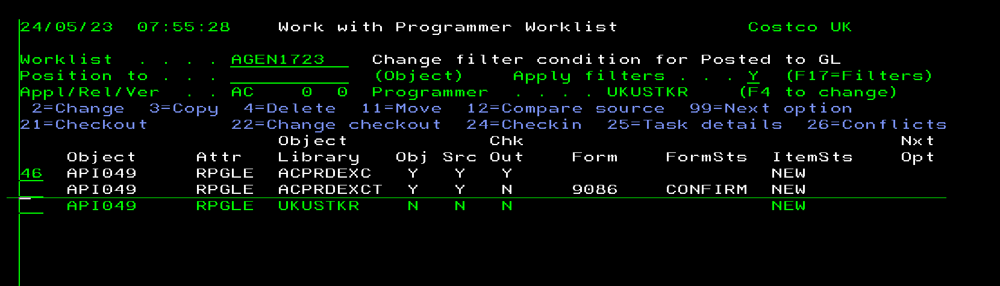 24/05/23  07:55:28    Work with Programmer Worklist           Costco UK
Worklist  . . . . AGEN1723    Change filter condition for Posted to GL
Position to . . .             (Object)    Apply filters . . . Y  (F17=Filters)
Appl/Rel/Ver  . . AC    0  0  Programmer  . . . . UKUSTKR    (F4 to change)
2=Change  3=Copy  4=Delete  11=Move  12=Compare source  99=Next option
21=Checkout       22=Change checkout  24=Checkin  25=Task details  26=Conflicts
Object            Chk                                Nxt
Object     Attr   Library   Obj Src Out    Form    FormSts  ItemSts    Opt
46  API049     RPGLE  ACPRDEXC   Y   Y   Y                      NEW
API049     RPGLE  ACPRDEXCT  Y   Y   N     9086    CONFIRM  NEW
API049     RPGLE  UKUSTKR    N   N   N                      NEW